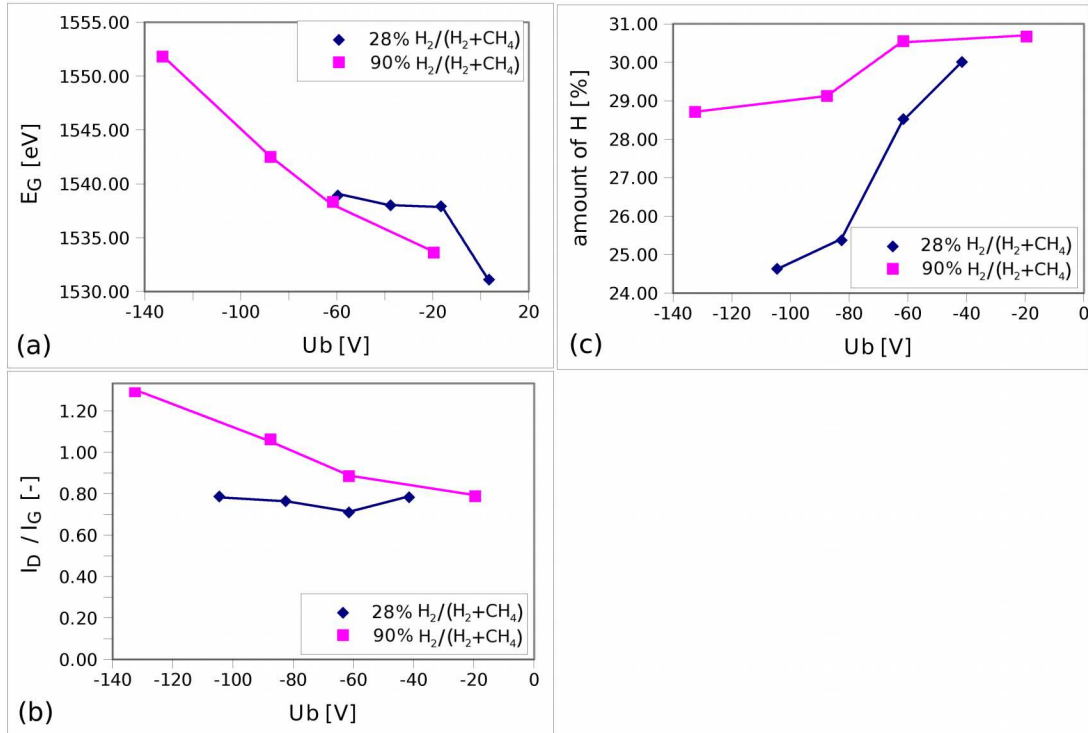 1555.00
1550.00
1545.00
1540.00
1535.00
1530.00
E_G [eV]
28% H₂/(H₂+CH₄)
90% H₂/(H₂+CH₄)
-140 -100 -60 -20 20
(a)
Ub [V]
31.00
30.00
29.00
28.00
27.00
26.00
25.00
24.00
amount of H [%]
28% H₂/(H₂+CH₄)
90% H₂/(H₂+CH₄)
-140 -120 -100 -80 -60 -40 -20 0
(c)
Ub [V]
1.20
1.00
0.80
0.60
0.40
0.20
0.00
I_D / I_G [-]
28% H₂/(H₂+CH₄)
90% H₂/(H₂+CH₄)
-140 -120 -100 -80 -60 -40 -20 0
(b)
Ub [V]